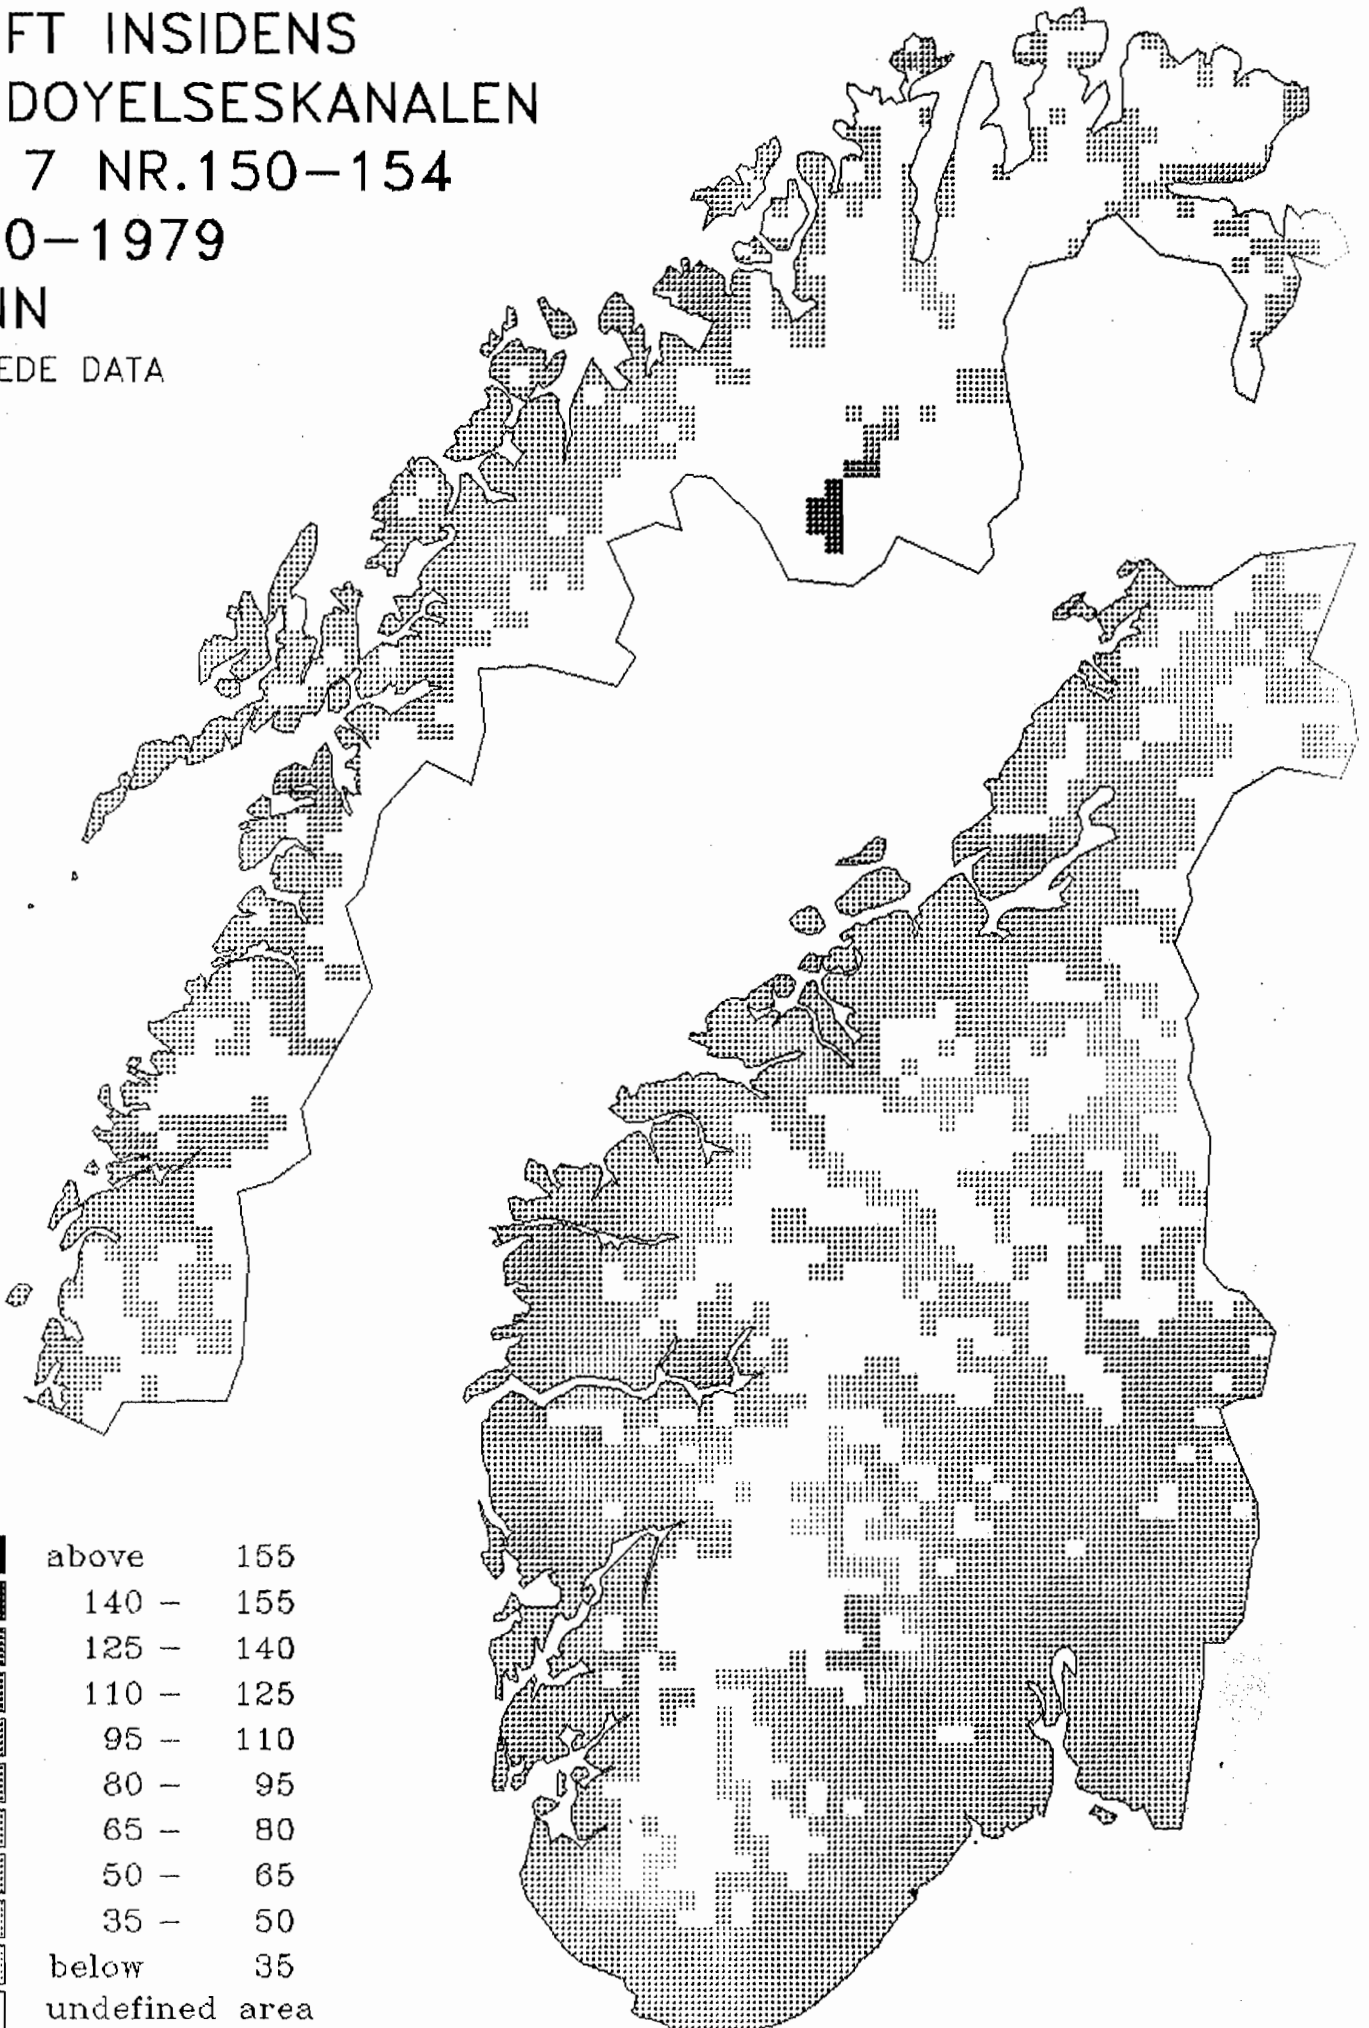 FT INSIDENS
DOYELSESKANALEN
7 NR.150-154
0-1979
NN
EDE DATA
above 155
140 - 155
125 - 140
110 - 125
95 - 110
80 - 95
65 - 80
50 - 65
35 - 50
below 35
undefined area